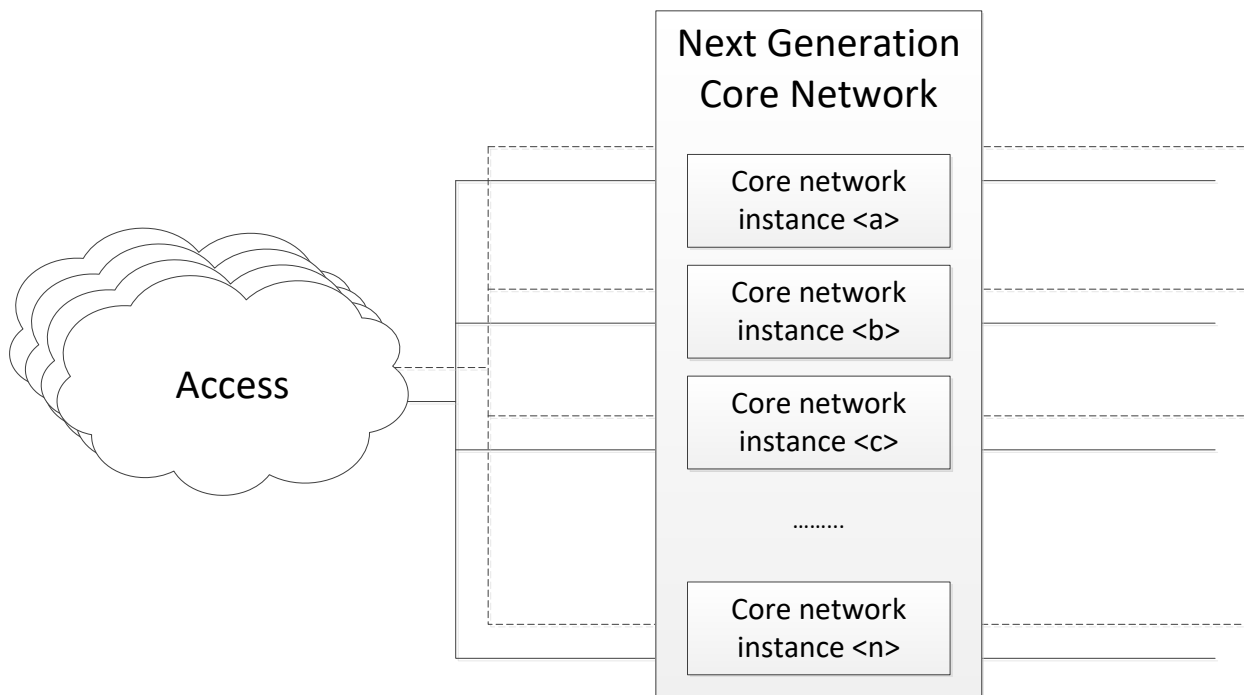 Next Generation
Core Network
Core network
instance <a>
Core network
instance <b>
Access
Core network
instance <c>
.........
Core network
instance <n>